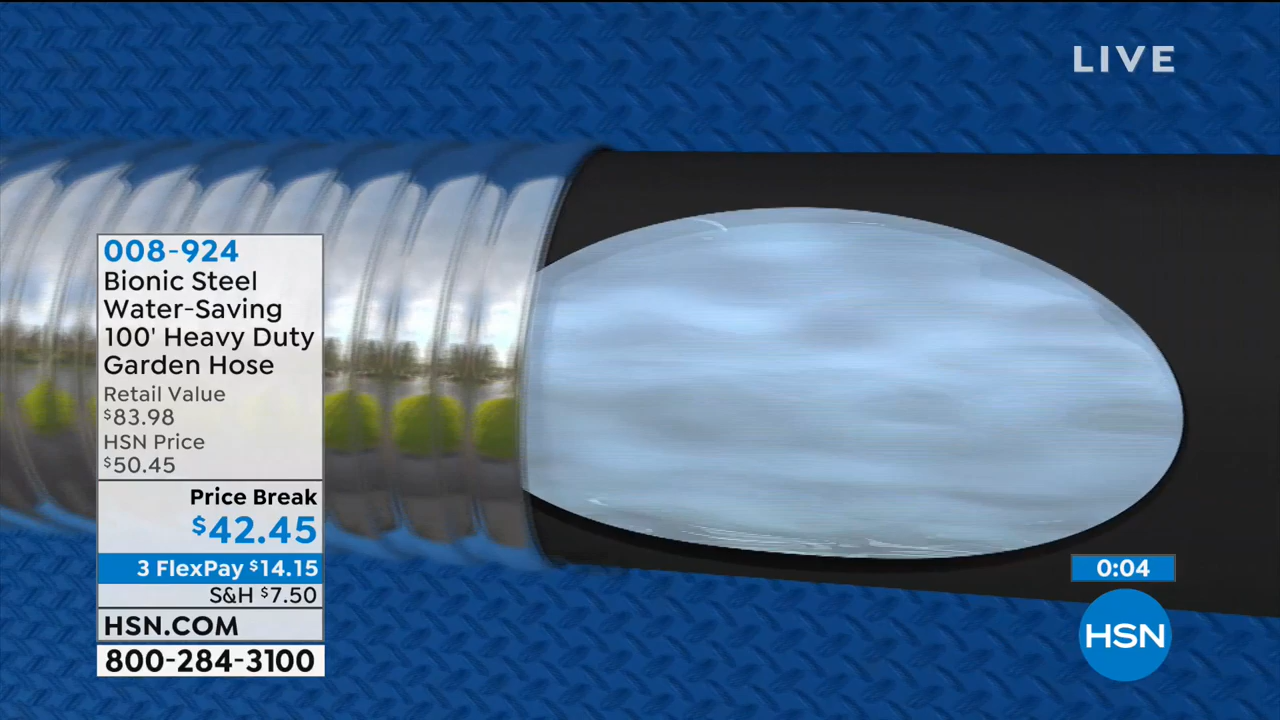 LIVE
008-924
Bionic Steel
Water-Saving
100' Heavy Duty
Garden Hose
Retail Value
$83.98
HSN Price
$50.45
Price Break
$42.45
3 FlexPay $14.15
S&H $7.50
HSN.COM
800-284-3100
0:04
HSN